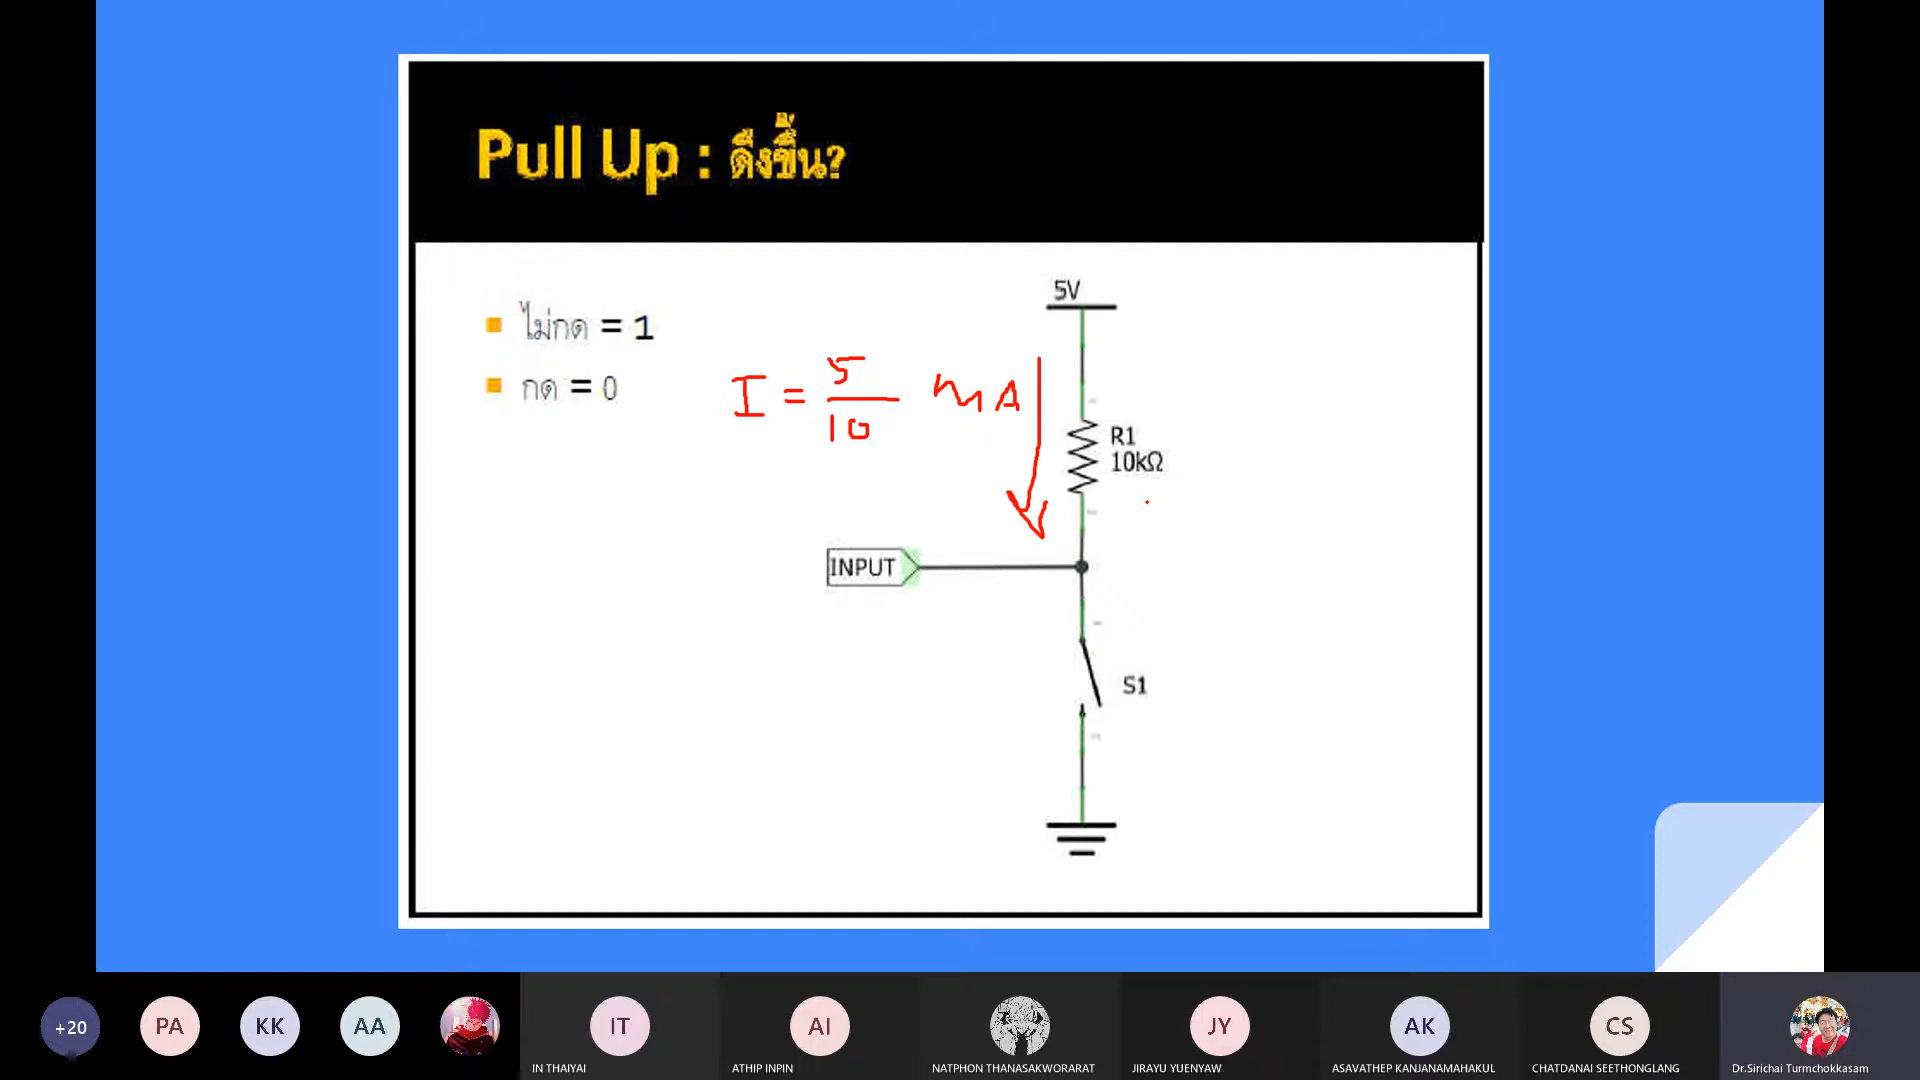 Pull Up : ดึงขึ้น?
ไม่กด = 1
กด = 0
I = 5/10 mA
5V
R1
10kΩ
INPUT
S1
+20
PA
KK
AA
IT
AI
JY
AK
CS
IN THAIYAI
ATHIP INPIN
NATPHON THANASAKWORARAT
JIRAYU YUENYAW
ASAVATHEP KANJANAMAHAKUL
CHATDANAI SEETHONGLANG
Dr.Sirichai Turmchokkasam